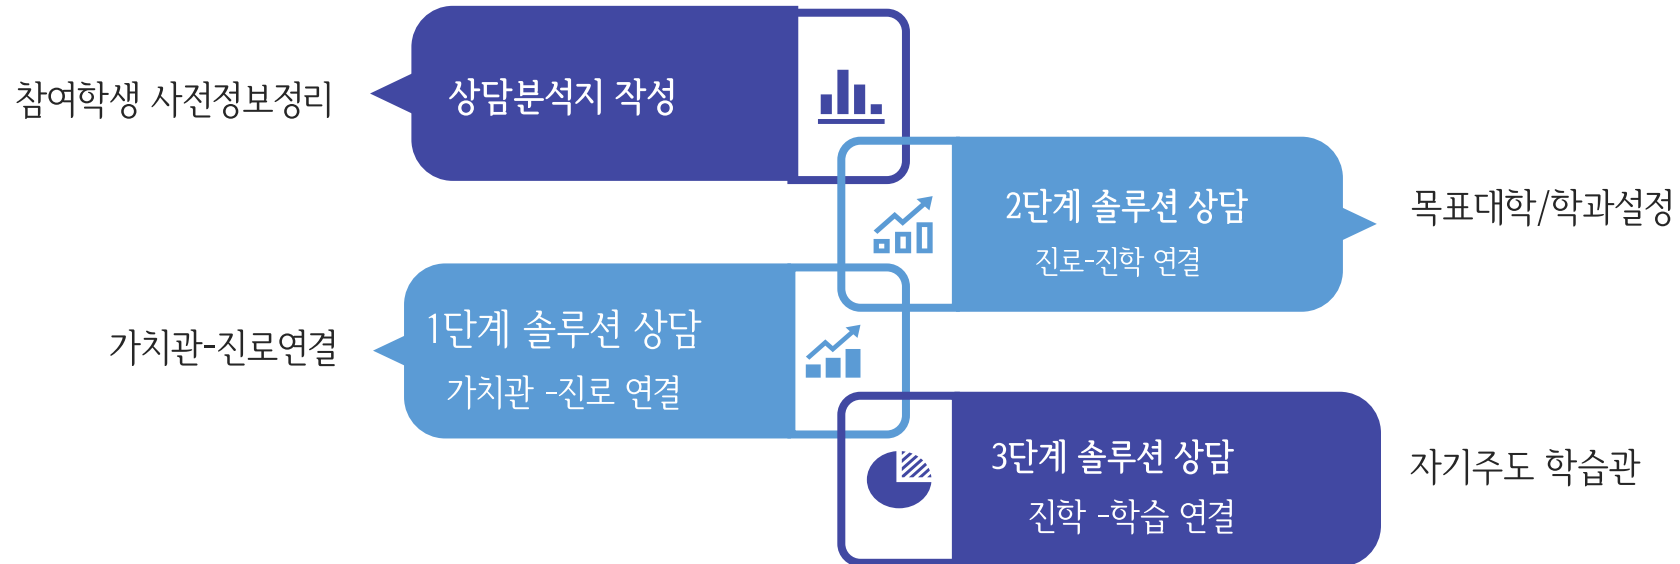 참여학생 사전정보정리
상담분석지 작성
2단계 솔루션 상담
진로-진학 연결
목표대학/학과설정
가치관-진로연결
1단계 솔루션 상담
가치관 -진로 연결
3단계 솔루션 상담
진학 -학습 연결
자기주도 학습관